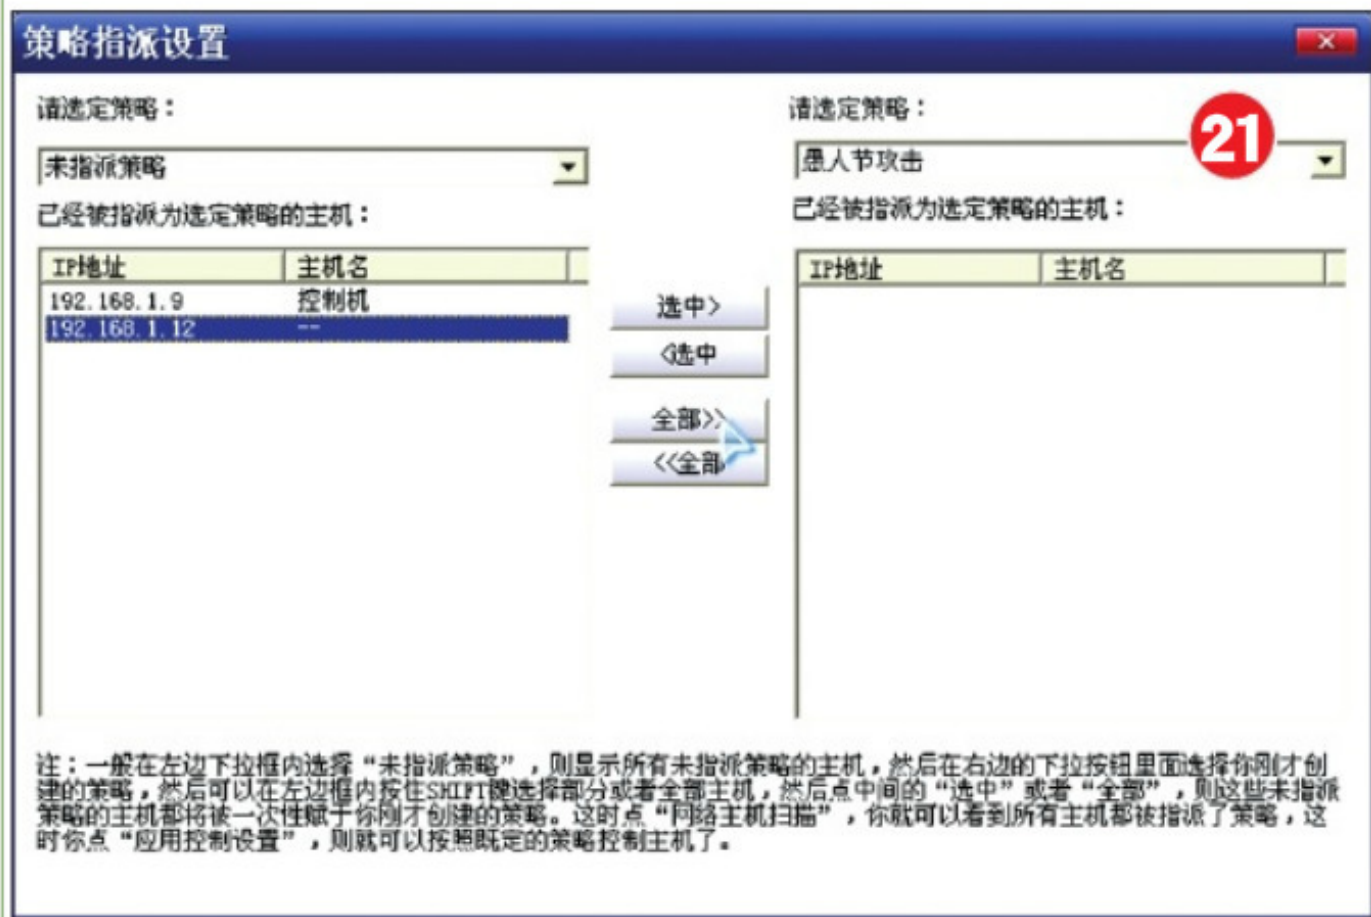 策略指派设置
请选定策略：
未指派策略
已经被指派为选定策略的主机：
IP地址 主机名
192.168.1.9 控制机
192.168.1.12 --
选中>
<选中
全部>>
<<全部
请选定策略：
21
愚人节攻击
已经被指派为选定策略的主机：
IP地址 主机名
注：一般在左边下拉框内选择“未指派策略”，则显示所有未指派策略的主机，然后在右边的下拉按钮里面选择你刚才创
建的策略，然后可以在左边框内按住SHIFT键选择部分或者全部主机，然后点中间的“选中”或者“全部”，则这些未指派
策略的主机都将被一次性赋于你刚才创建的策略。这时点“网络主机扫描”，你就可以看到所有主机都被指派了策略，这
时你点“应用控制设置”，则就可以按照既定的策略控制主机了。